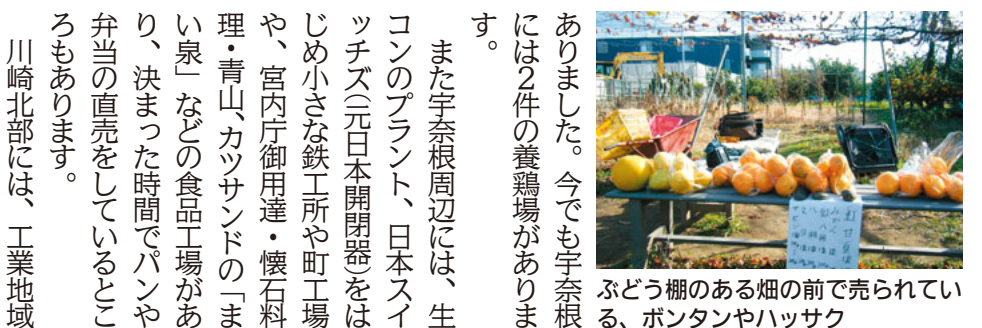 ありました。今でも宇奈根
には2件の養鶏場がありま
す。
　また宇奈根周辺には、生
コンのプラント、日本スイ
ッチズ(元日本開閉器)をは
じめ小さな鉄工所や町工場
や、宮内庁御用達・懐石料
理・青山、カツサンドの「ま
い泉」などの食品工場があ
り、決まった時間でパンや
弁当の直売をしているとこ
ろもあります。
　川崎北部には、工業地域
ぶどう棚のある畑の前で売られてい
る、ボンタンやハッサク